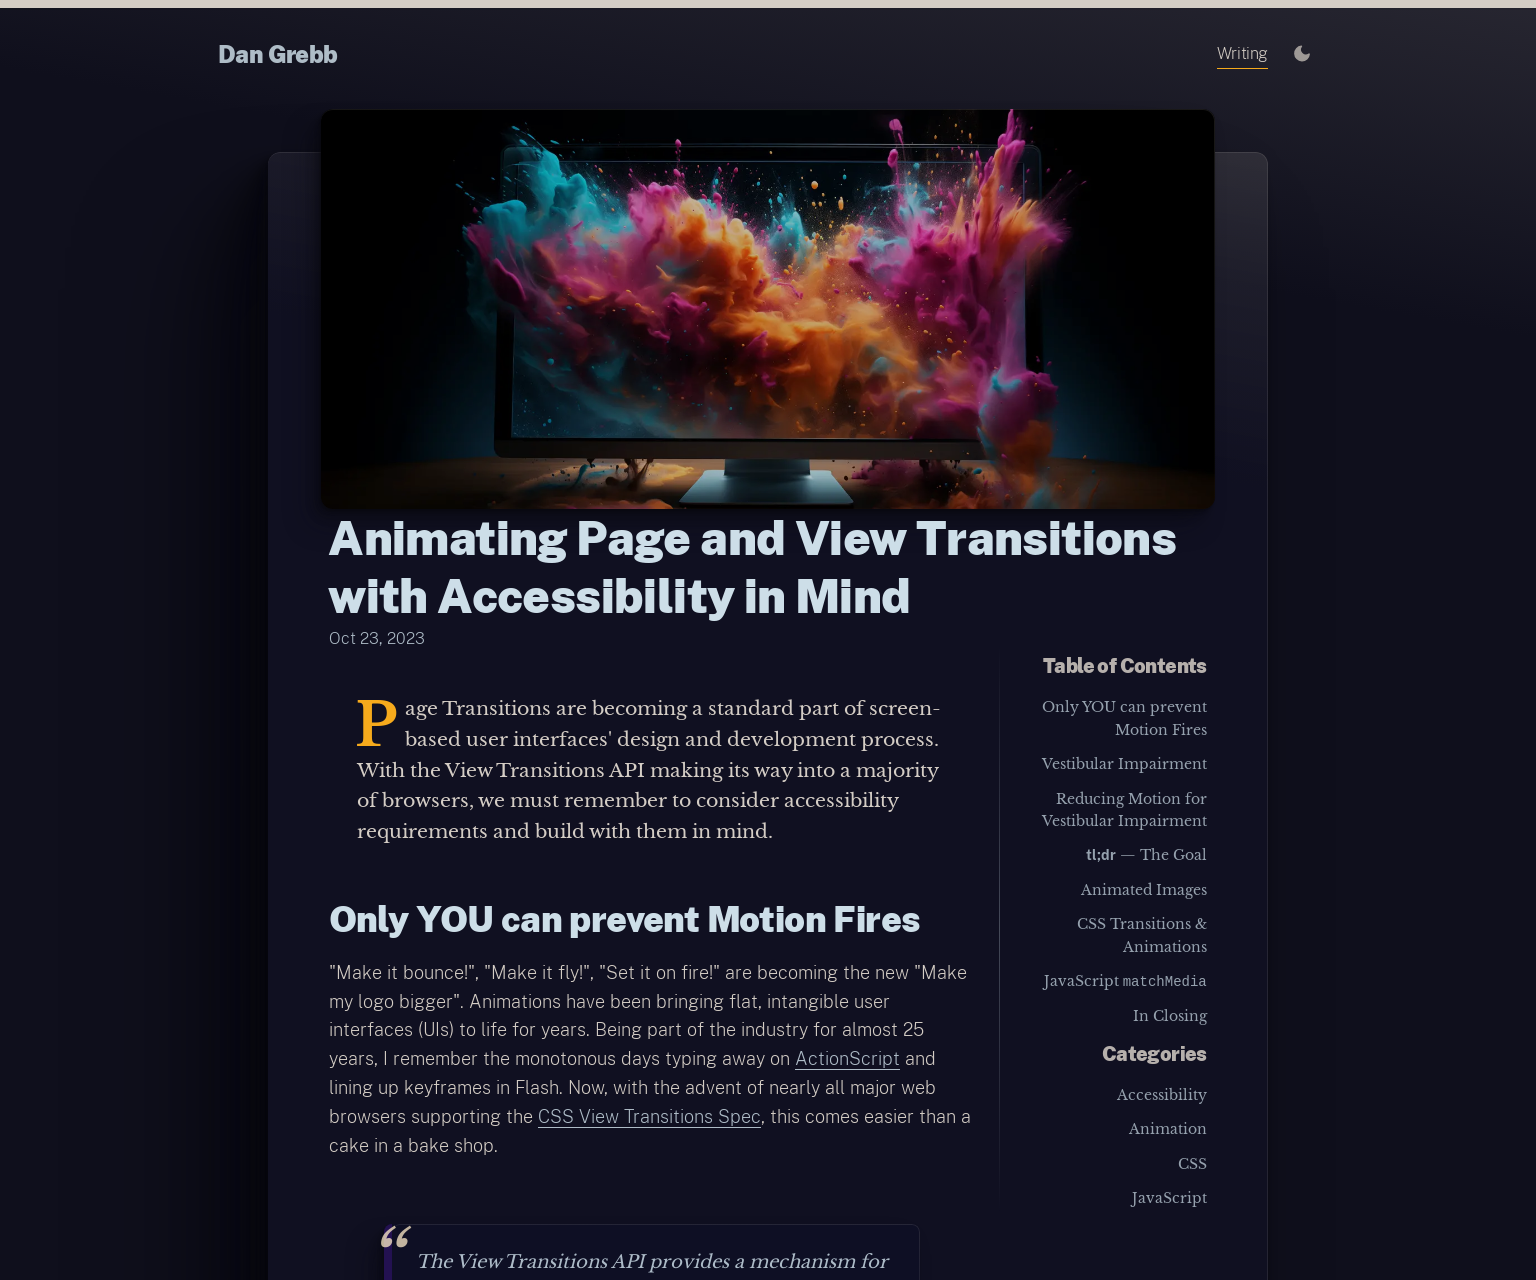 Dan Grebb
Writing
Animating Page and View Transitions
with Accessibility in Mind
Oct 23, 2023
Page Transitions are becoming a standard part of screen-
based user interfaces' design and development process.
With the View Transitions API making its way into a majority
of browsers, we must remember to consider accessibility
requirements and build with them in mind.
Only YOU can prevent Motion Fires
"Make it bounce!", "Make it fly!", "Set it on fire!" are becoming the new "Make
my logo bigger". Animations have been bringing flat, intangible user
interfaces (UIs) to life for years. Being part of the industry for almost 25
years, I remember the monotonous days typing away on ActionScript and
lining up keyframes in Flash. Now, with the advent of nearly all major web
browsers supporting the CSS View Transitions Spec, this comes easier than a
cake in a bake shop.
“
The View Transitions API provides a mechanism for
Table of Contents
Only YOU can prevent
Motion Fires
Vestibular Impairment
Reducing Motion for
Vestibular Impairment
tl;dr — The Goal
Animated Images
CSS Transitions &
Animations
JavaScript matchMedia
In Closing
Categories
Accessibility
Animation
CSS
JavaScript